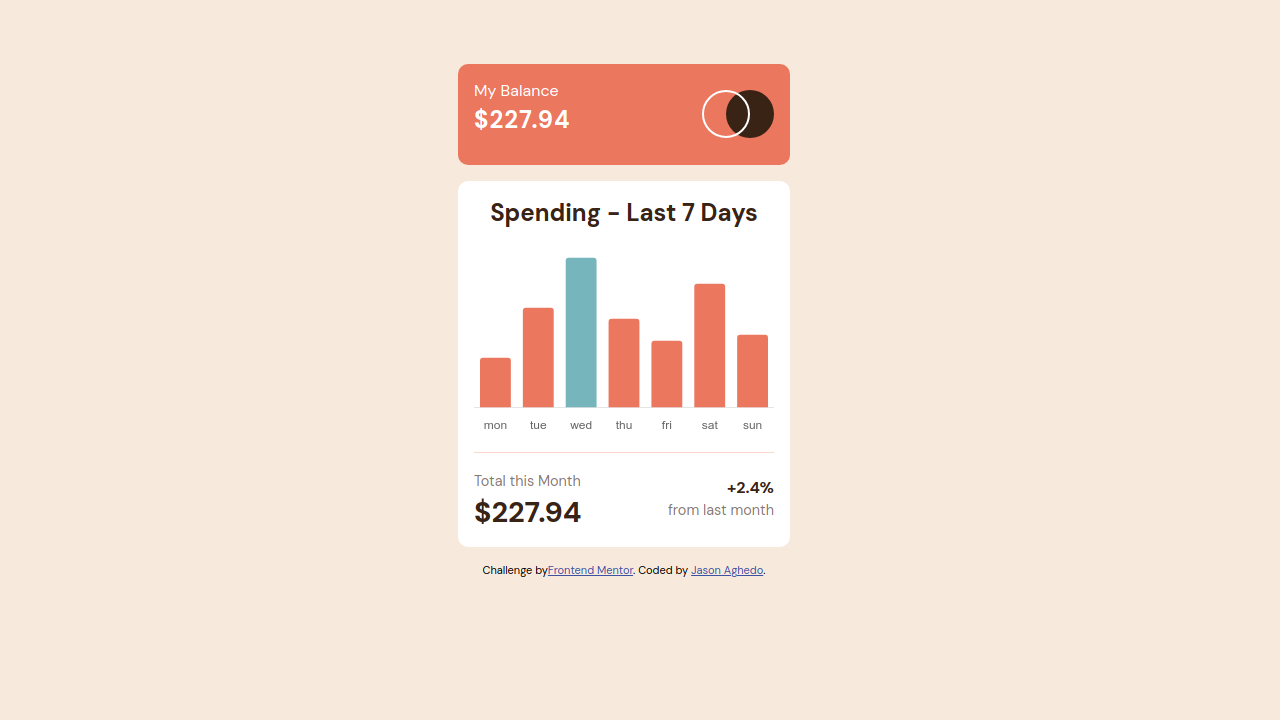 My Balance
$227.94
Spending - Last 7 Days
mon tue wed thu fri sat sun
Total this Month
$227.94
+2.4%
from last month
Challenge byFrontend Mentor. Coded by Jason Aghedo.